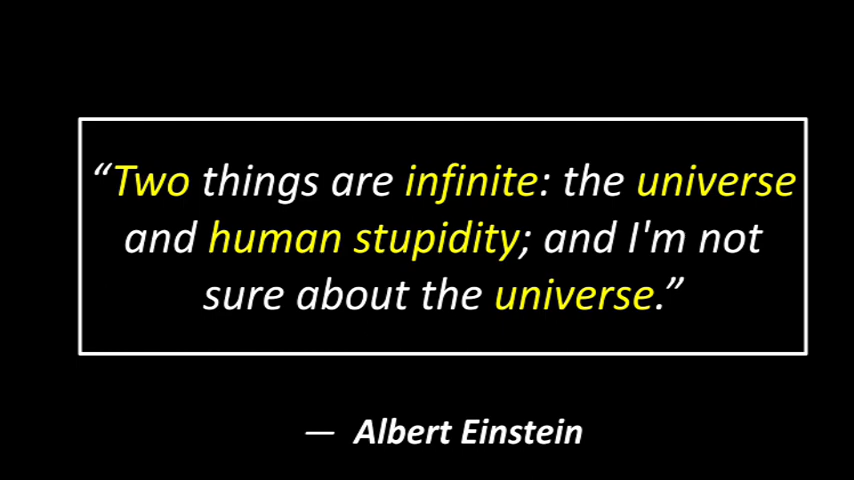 “Two things are infinite: the universe
and human stupidity; and I'm not
sure about the universe.”
— Albert Einstein